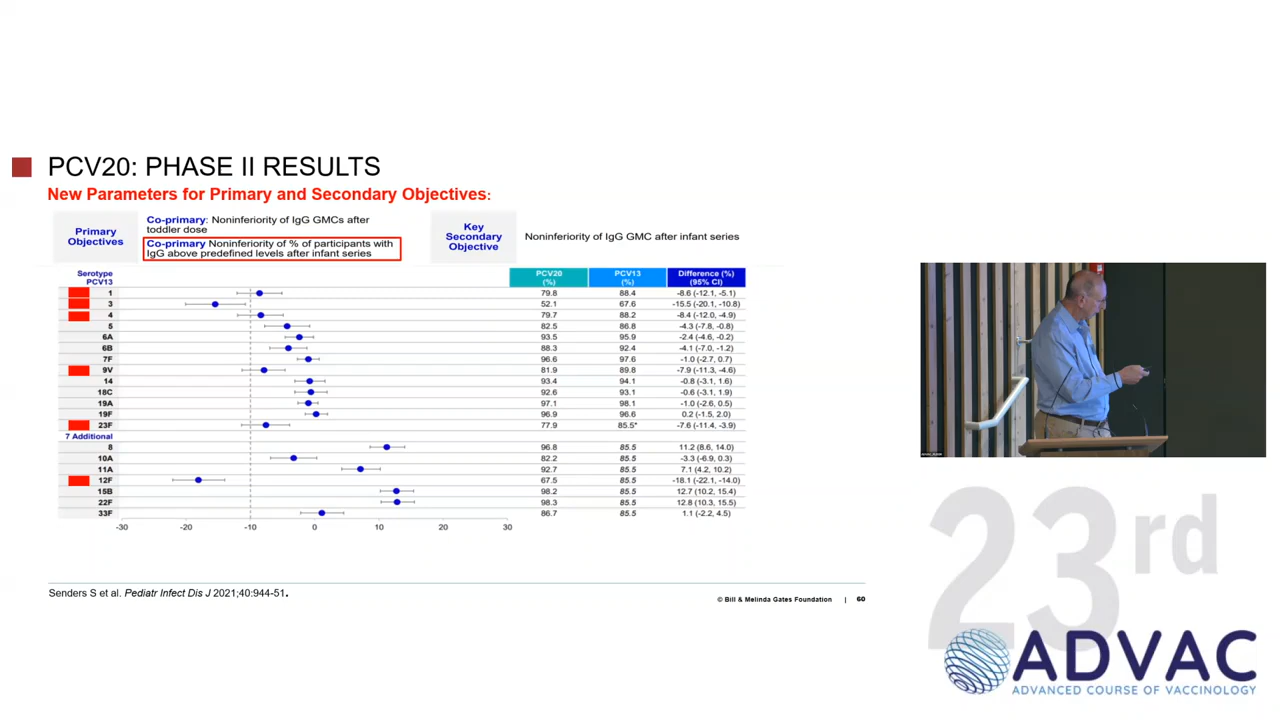 PCV20: PHASE II RESULTS
New Parameters for Primary and Secondary Objectives:
Primary
Objectives
Co-primary: Noninferiority of IgG GMCs after
toddler dose
Co-primary Noninferiority of % of participants with
IgG above predefined levels after infant series
Key
Secondary
Objective
Noninferiority of IgG GMC after infant series
Serotype
PCV13
PCV20
(%)
PCV13
(%)
Difference (%)
(95% CI)
1 79.8 88.4 -8.6 (-12.1, -5.1)
3 52.1 67.6 -15.5 (-20.1, -10.8)
4 79.7 88.2 -8.4 (-12.0, -4.9)
5 82.5 86.8 -4.3 (-7.8, -0.8)
6A 93.5 95.9 -2.4 (-4.6, -0.2)
6B 88.3 92.4 -4.1 (-7.0, -1.2)
7F 96.6 97.6 -1.0 (-2.7, 0.7)
9V 81.9 89.8 -7.9 (-11.3, -4.6)
14 93.4 94.1 -0.8 (-3.1, 1.6)
18C 92.6 93.1 -0.6 (-3.1, 1.9)
19A 97.1 98.1 -1.0 (-2.6, 0.5)
19F 96.9 96.6 0.2 (-1.5, 2.0)
23F 77.9 85.5* -7.6 (-11.4, -3.9)
7 Additional
8 96.8 85.5 11.2 (8.6, 14.0)
10A 82.2 85.5 -3.3 (-6.9, 0.3)
11A 92.7 85.5 7.1 (4.2, 10.2)
12F 67.5 85.5 -18.1 (-22.1, -14.0)
15B 98.2 85.5 12.7 (10.2, 15.4)
22F 98.3 85.5 12.8 (10.3, 15.5)
33F 86.7 85.5 1.1 (-2.2, 4.5)
-30 -20 -10 0 10 20 30
Senders S et al. Pediatr Infect Dis J 2021;40:944-51.
© Bill & Melinda Gates Foundation | 60
23rd
ADVAC
ADVANCED COURSE OF VACCINOLOGY